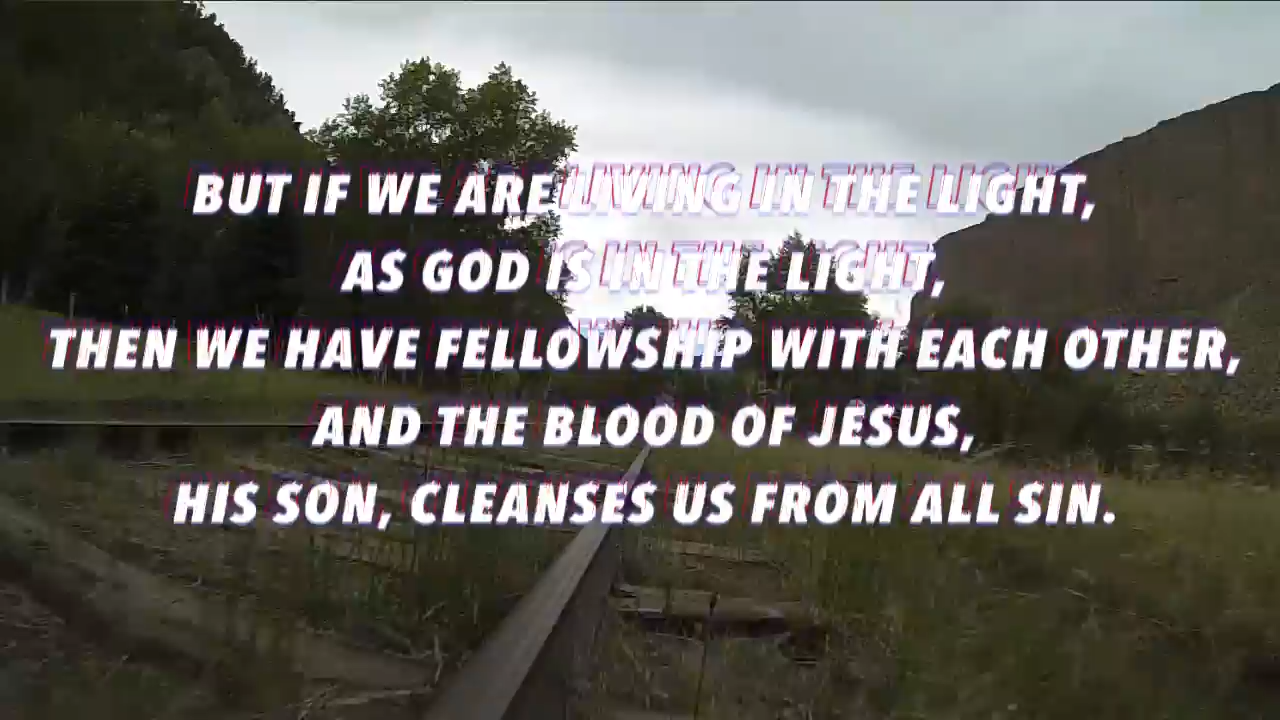 BUT IF WE ARE LIVING IN THE LIGHT,
AS GOD IS IN THE LIGHT,
THEN WE HAVE FELLOWSHIP WITH EACH OTHER,
AND THE BLOOD OF JESUS,
HIS SON, CLEANSES US FROM ALL SIN.